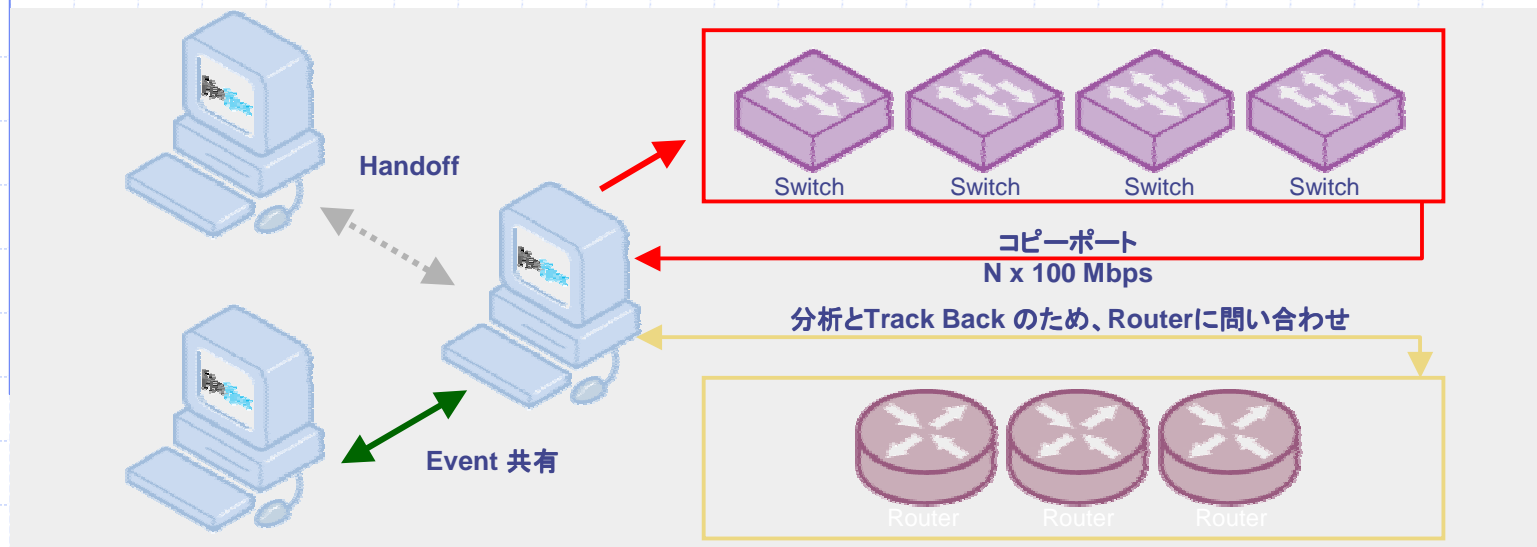 Handoff
Switch
Switch
Switch
Switch
コピーポート
N x 100 Mbps
分析とTrack Back のため、Routerに問い合わせ
Event 共有
Router
Router
Router